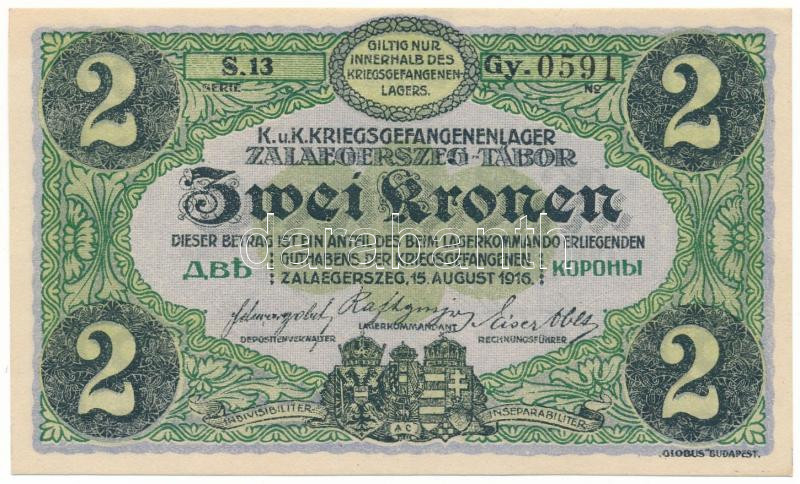 2
2
S.13
SERIE
GILTIG NUR
INNERHALB DES
KRIEGSGEFANGENEN-
LAGERS.
Gy. 0591
No
K.u.K.KRIEGSGEFANGENENLAGER
ZALAEGERSZEG-TÁBOR
Zwei Kronen
DIESER BETRAG IST EIN ANTEIL DES BEIM LAGERKOMMANDO ERLIEGENDEN
ДВѢ GUTHABENS DER KRIEGSGEFANGENEN. КОРОНЫ
ZALAEGERSZEG, 15. AUGUST 1916.
darabanth
DEPOSITENVERWALTER
LAGERKOMMANDANT
RECHNUNGSFÜHRER
2
2
INDIVISIBILITER
AC
INSEPARABILITER
„GLOBUS" BUDAPEST.